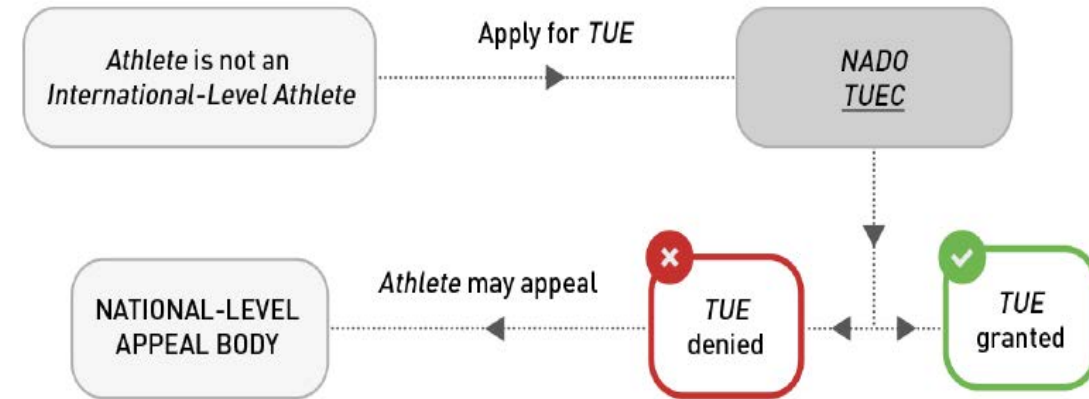 Athlete is not an
International-Level Athlete
Apply for TUE
NADO
TUEC
TUE
granted
TUE
denied
Athlete may appeal
NATIONAL-LEVEL
APPEAL BODY